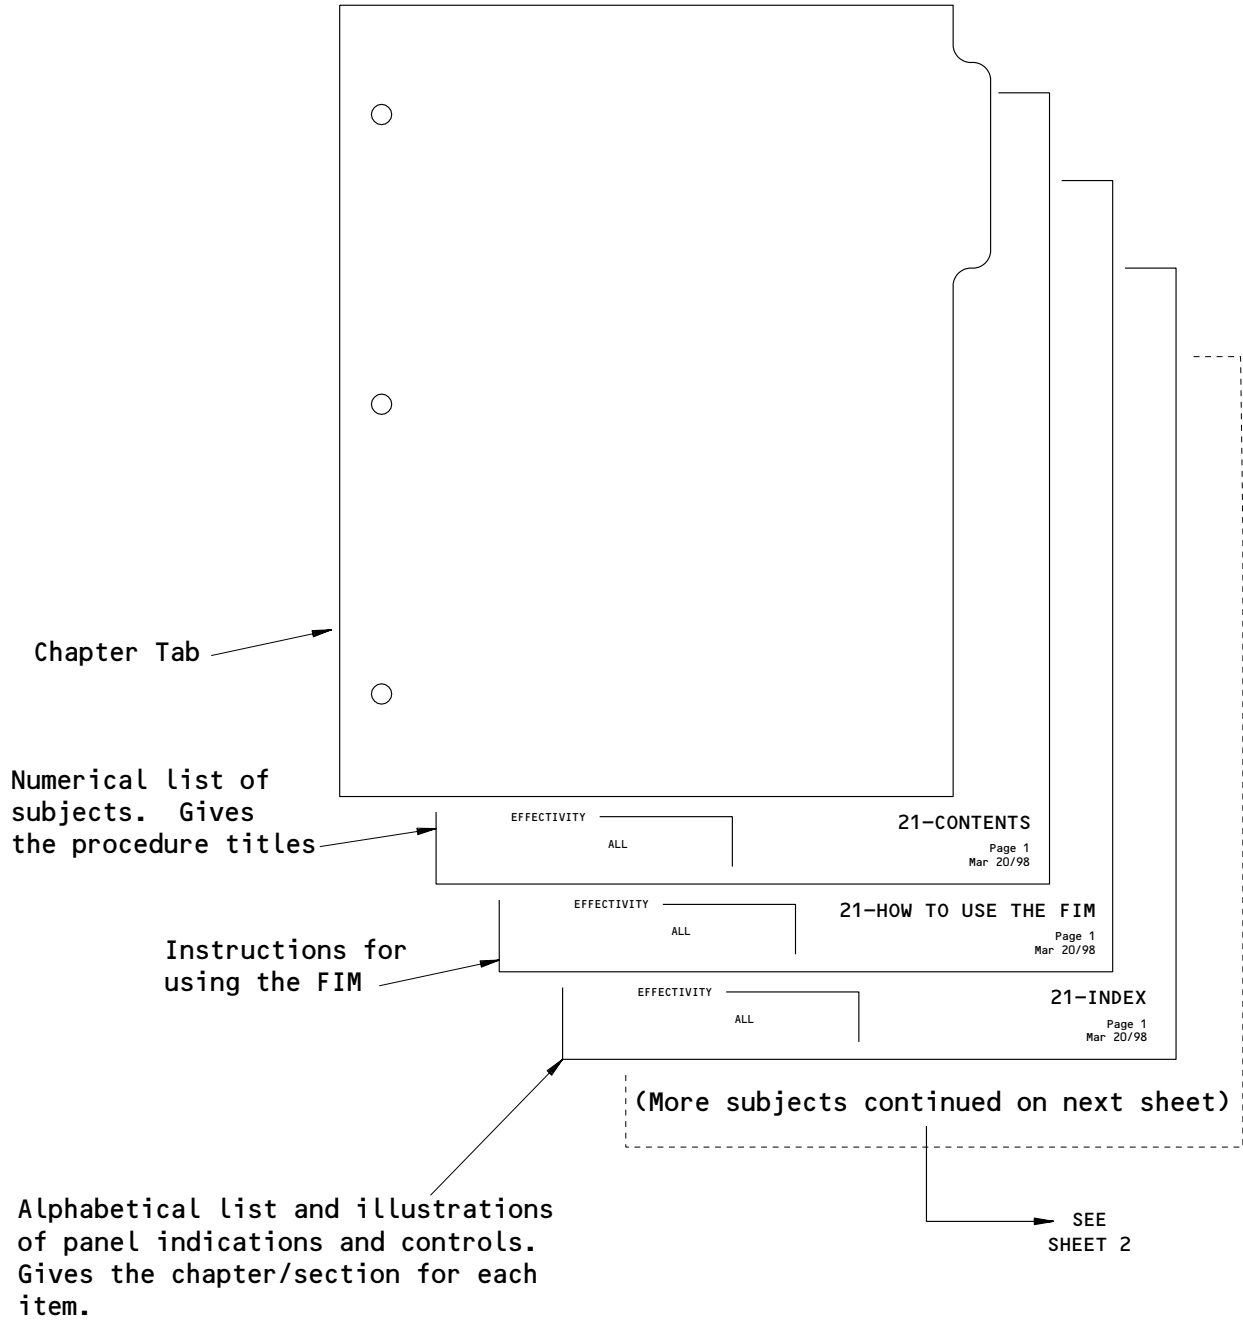 Chapter Tab
Numerical list of
subjects.  Gives
the procedure titles
EFFECTIVITY
ALL
21-CONTENTS
Page 1
Mar 20/98
Instructions for
using the FIM
EFFECTIVITY
ALL
21-HOW TO USE THE FIM
Page 1
Mar 20/98
EFFECTIVITY
ALL
21-INDEX
Page 1
Mar 20/98
(More subjects continued on next sheet)
Alphabetical list and illustrations
of panel indications and controls.
Gives the chapter/section for each
item.
SEE
SHEET 2